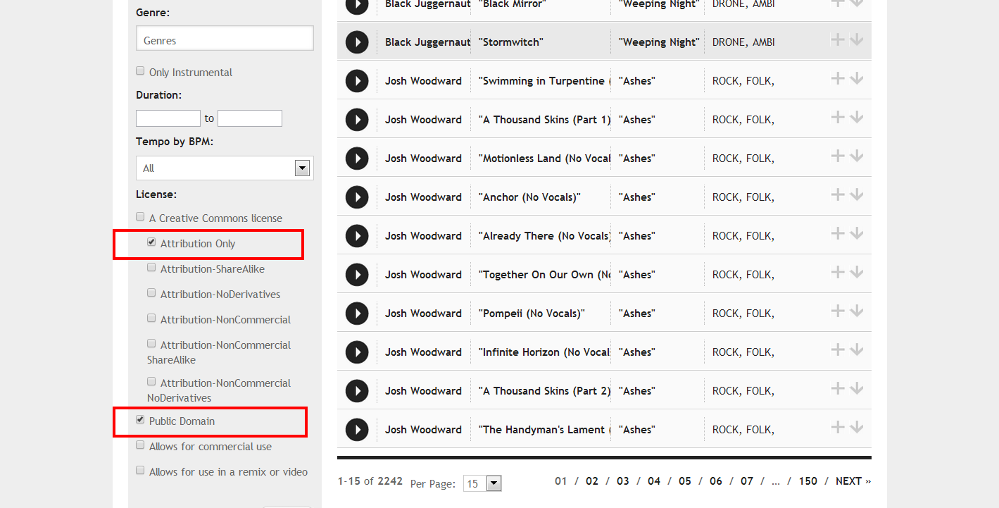 Genre:
Genres
Only Instrumental
Duration:
to
Tempo by BPM:
All
License:
A Creative Commons license
Attribution Only
Attribution-ShareAlike
Attribution-NoDerivatives
Attribution-NonCommercial
Attribution-NonCommercial
ShareAlike
Attribution-NonCommercial
NoDerivatives
Public Domain
Allows for commercial use
Allows for use in a remix or video
Black Juggernaut "Black Mirror" "Weeping Night" DRONE, AMBI
Black Juggernaut "Stormwitch" "Weeping Night" DRONE, AMBI
Josh Woodward "Swimming in Turpentine ( "Ashes" ROCK, FOLK,
Josh Woodward "A Thousand Skins (Part 1) "Ashes" ROCK, FOLK,
Josh Woodward "Motionless Land (No Vocal "Ashes" ROCK, FOLK,
Josh Woodward "Anchor (No Vocals)" "Ashes" ROCK, FOLK,
Josh Woodward "Already There (No Vocals) "Ashes" ROCK, FOLK,
Josh Woodward "Together On Our Own (No "Ashes" ROCK, FOLK,
Josh Woodward "Pompeii (No Vocals)" "Ashes" ROCK, FOLK,
Josh Woodward "Infinite Horizon (No Vocal "Ashes" ROCK, FOLK,
Josh Woodward "A Thousand Skins (Part 2) "Ashes" ROCK, FOLK,
Josh Woodward "The Handyman's Lament ( "Ashes" ROCK, FOLK,
1-15 of 2242 Per Page: 15 01 / 02 / 03 / 04 / 05 / 06 / 07 / ... / 150 / NEXT »